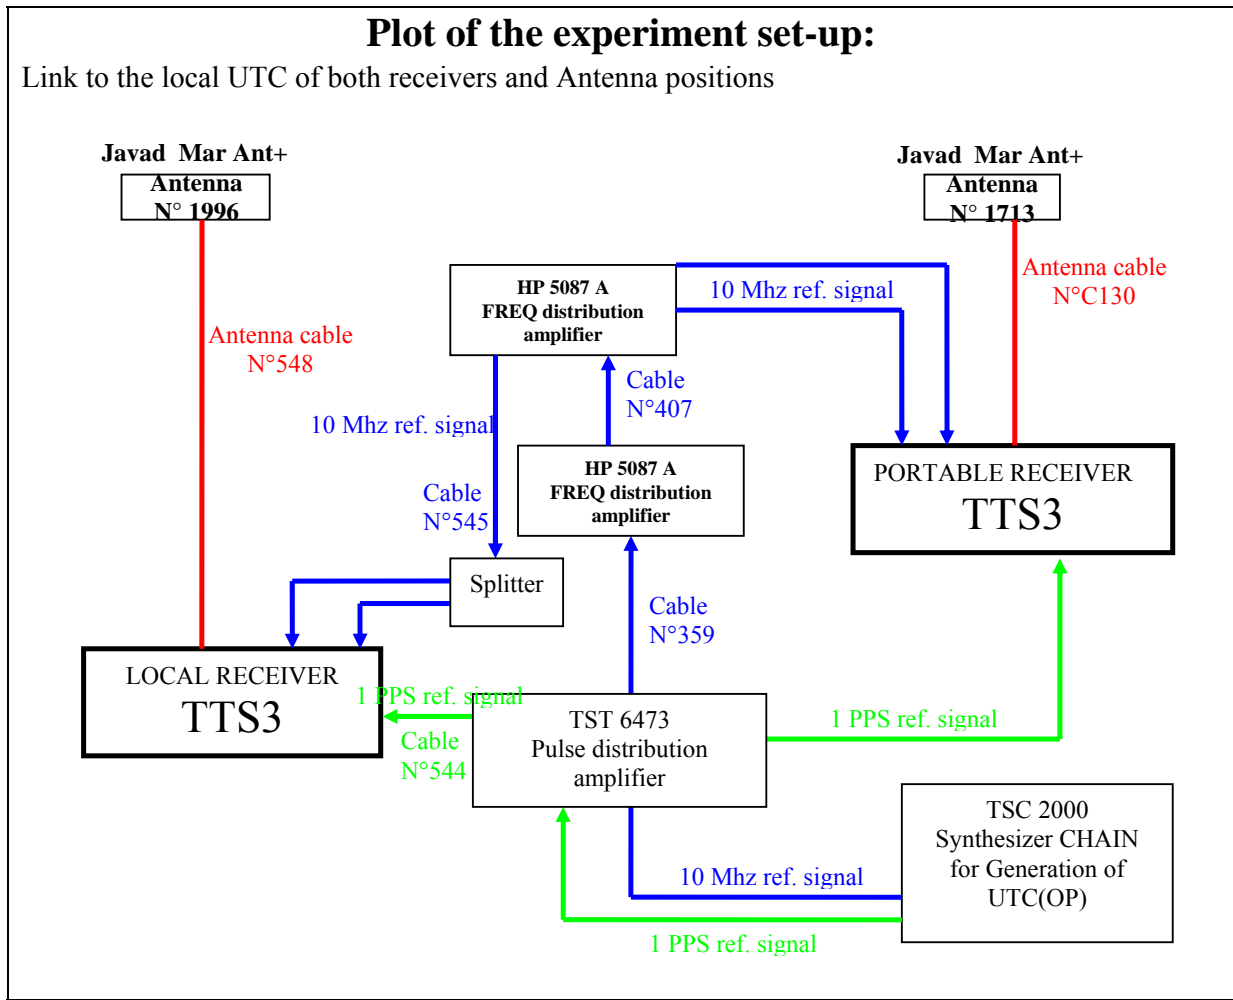 Plot of the experiment set-up:
Link to the local UTC of both receivers and Antenna positions
Javad Mar Ant+
Antenna
N° 1996
Javad Mar Ant+
Antenna
N° 1713
Antenna cable
N°548
HP 5087 A
FREQ distribution
amplifier
10 Mhz ref. signal
Antenna cable
N°C130
Cable
N°407
10 Mhz ref. signal
HP 5087 A
FREQ distribution
amplifier
PORTABLE RECEIVER
TTS3
Cable
N°545
Splitter
Cable
N°359
LOCAL RECEIVER
TTS3
1 PPS ref. signal
Cable
N°544
TST 6473
Pulse distribution
amplifier
1 PPS ref. signal
TSC 2000
Synthesizer CHAIN
for Generation of
UTC(OP)
10 Mhz ref. signal
1 PPS ref. signal